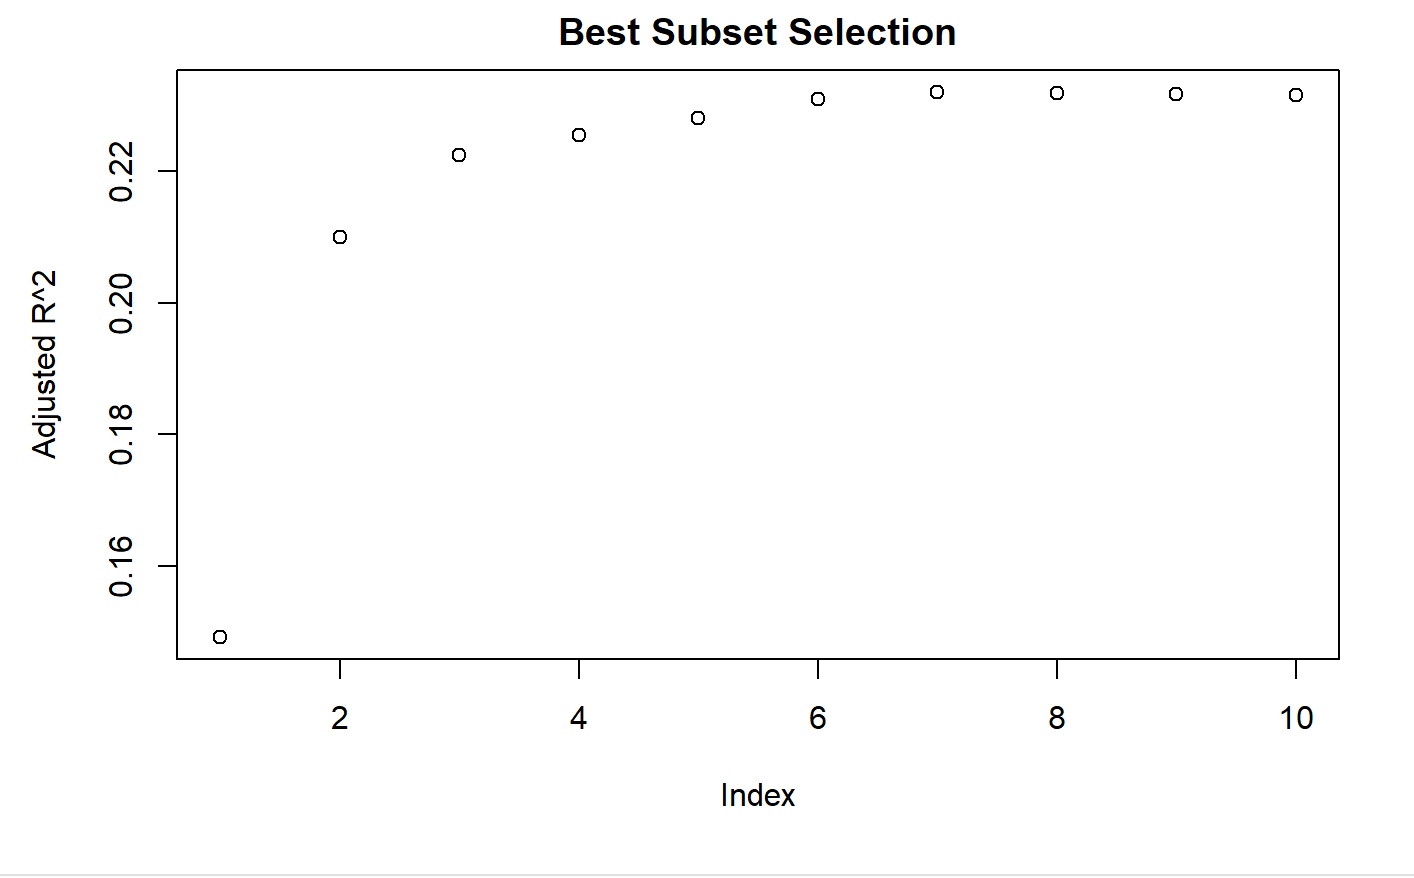 Best Subset Selection
Adjusted R^2
0.22
0.20
0.18
0.16
2 4 6 8 10
Index